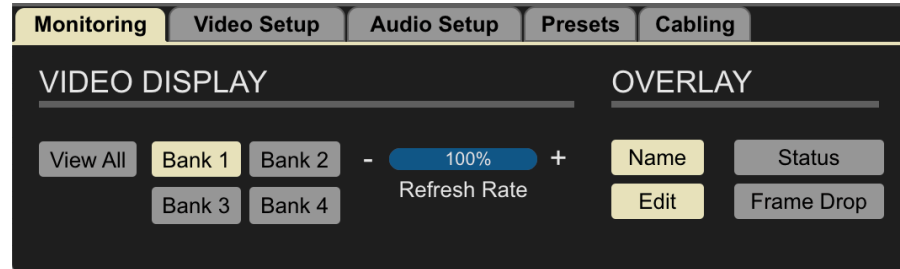 Monitoring Video Setup Audio Setup Presets Cabling
VIDEO DISPLAY OVERLAY
View All Bank 1 Bank 2 - 100% + Name Status
Refresh Rate
Bank 3 Bank 4 Edit Frame Drop